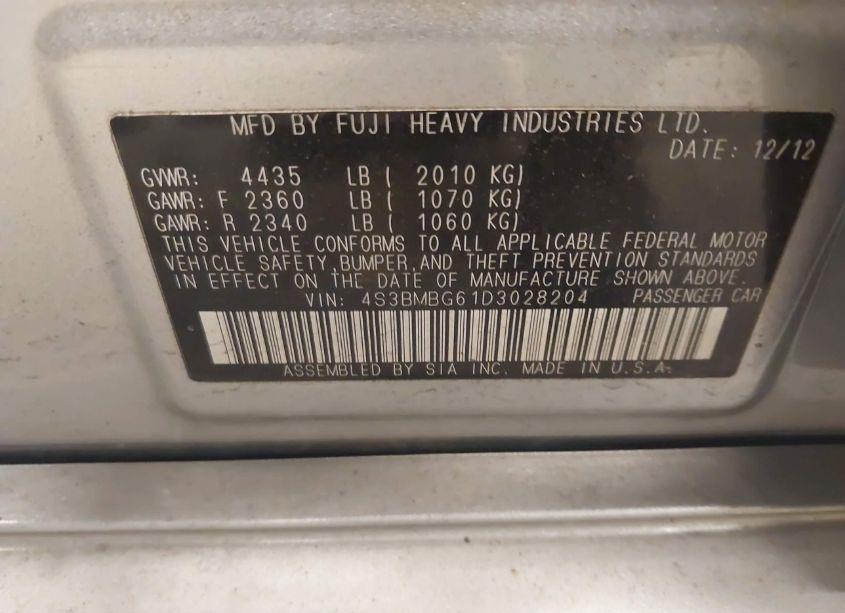 MFD BY FUJI HEAVY INDUSTRIES LTD.
DATE: 12/12
GVWR: 4435 LB ( 2010 KG)
GAWR: F 2360 LB ( 1070 KG)
GAWR: R 2340 LB ( 1060 KG)
THIS VEHICLE CONFORMS TO ALL APPLICABLE FEDERAL MOTOR
VEHICLE SAFETY, BUMPER, AND THEFT PREVENTION STANDARDS
IN EFFECT ON THE DATE OF MANUFACTURE SHOWN ABOVE.
VIN: 4S3BMBG61D3028204 PASSENGER CAR
ASSEMBLED BY SIA INC. MADE IN U.S.A.